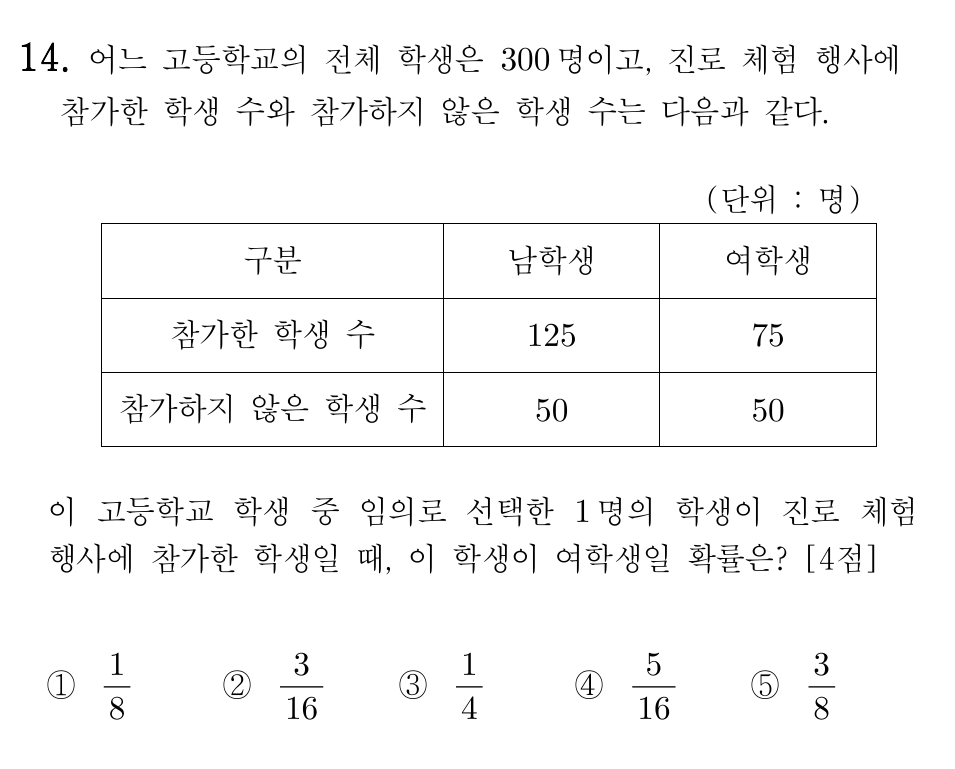 14. 어느 고등학교의 전체 학생은 300명이고, 진로 체험 행사에
참가한 학생 수와 참가하지 않은 학생 수는 다음과 같다.
(단위 : 명)
구분 남학생 여학생
참가한 학생 수 125 75
참가하지 않은 학생 수 50 50
이 고등학교 학생 중 임의로 선택한 1명의 학생이 진로 체험
행사에 참가한 학생일 때, 이 학생이 여학생일 확률은? [4점]
① 1/8 ② 3/16 ③ 1/4 ④ 5/16 ⑤ 3/8